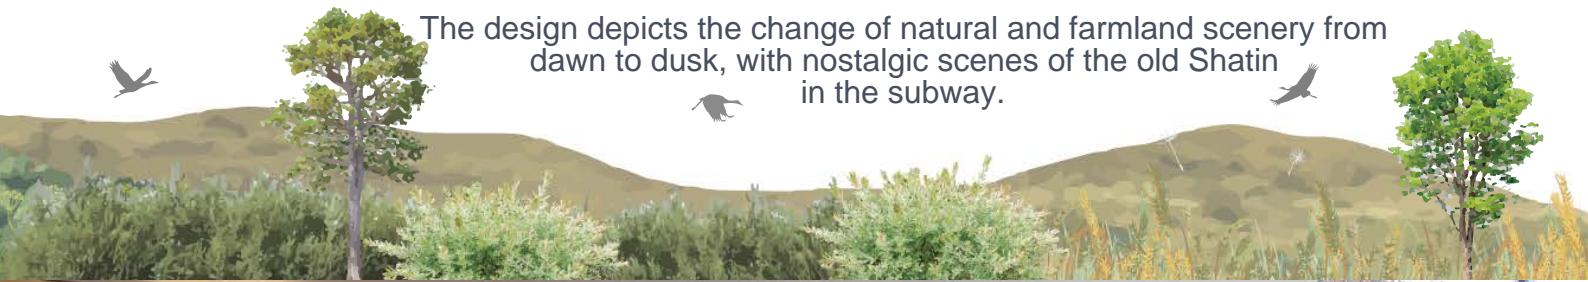 The design depicts the change of natural and farmland scenery from
dawn to dusk, with nostalgic scenes of the old Shatin
in the subway.